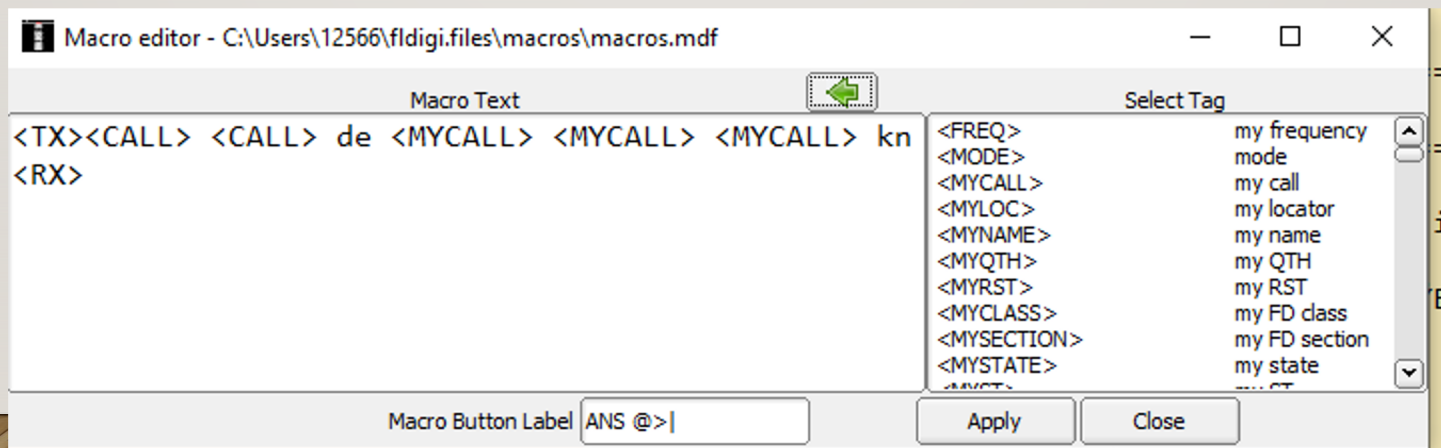 Macro editor - C:\Users\12566\fldigi.files\macros\macros.mdf
Macro Text
Select Tag
<TX><CALL> <CALL> de <MYCALL> <MYCALL> <MYCALL> kn
<RX>
<FREQ> my frequency
<MODE> mode
<MYCALL> my call
<MYLOC> my locator
<MYNAME> my name
<MYQTH> my QTH
<MYRST> my RST
<MYCLASS> my FD class
<MYSECTION> my FD section
<MYSTATE> my state
Macro Button Label ANS @>|
Apply
Close